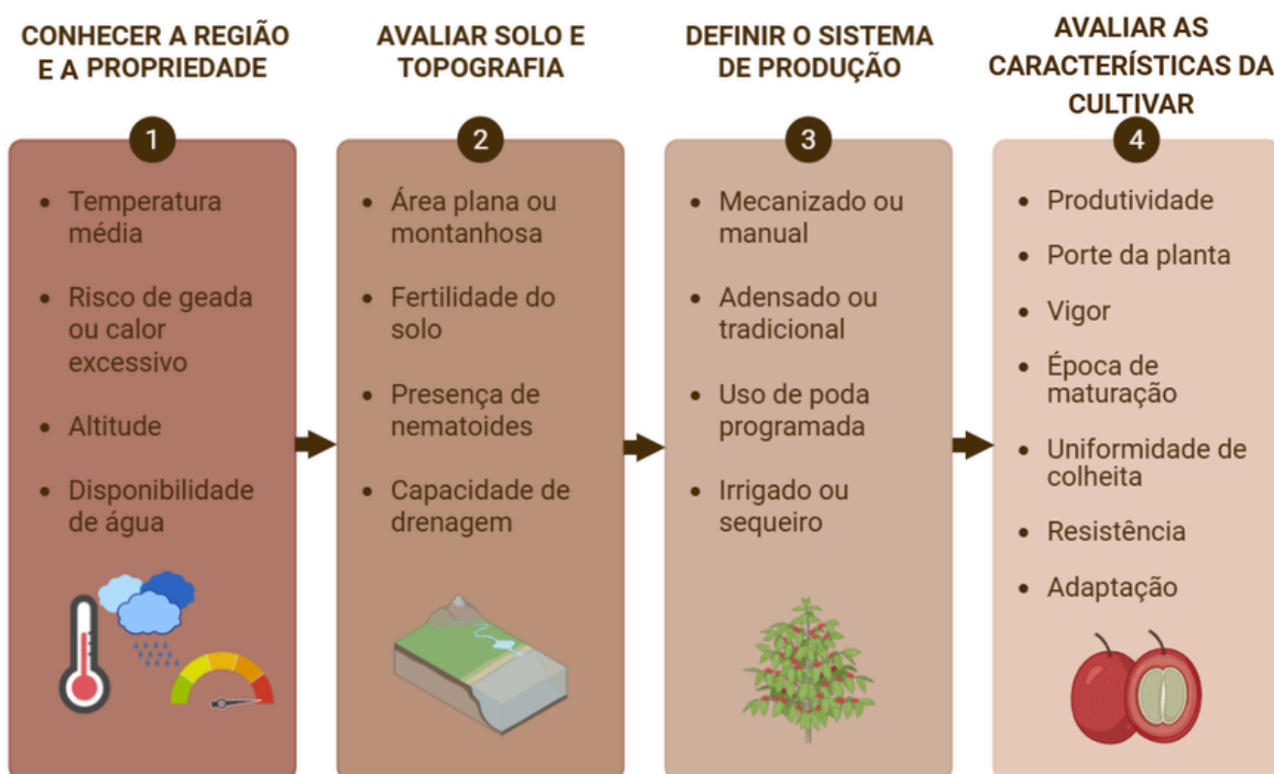 CONHECER A REGIÃO
E A PROPRIEDADE
1
• Temperatura
média
• Risco de geada
ou calor
excessivo
• Altitude
• Disponibilidade
de água
AVALIAR SOLO E
TOPOGRAFIA
2
• Área plana ou
montanhosa
• Fertilidade do
solo
• Presença de
nematoides
• Capacidade de
drenagem
DEFINIR O SISTEMA
DE PRODUÇÃO
3
• Mecanizado ou
manual
• Adensado ou
tradicional
• Uso de poda
programada
• Irrigado ou
sequeiro
AVALIAR AS
CARACTERÍSTICAS DA
CULTIVAR
4
• Produtividade
• Porte da planta
• Vigor
• Época de
maturação
• Uniformidade de
colheita
• Resistência
• Adaptação